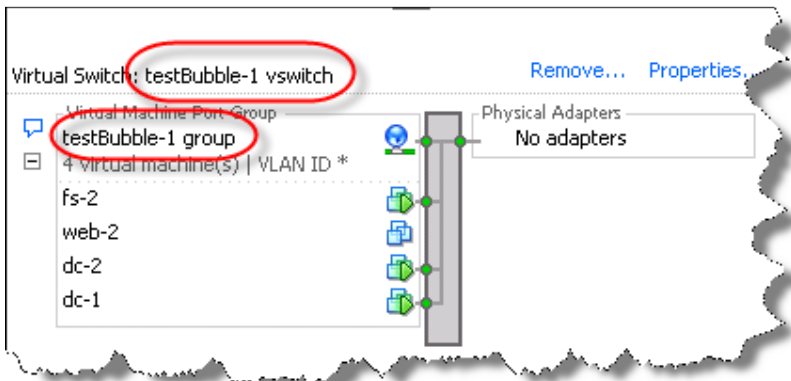 Virtual Switch: testBubble-1 vswitch Remove... Properties...
Virtual Machine Port Group Physical Adapters
testBubble-1 group No adapters
4 virtual machine(s) | VLAN ID *
fs-2
web-2
dc-2
dc-1